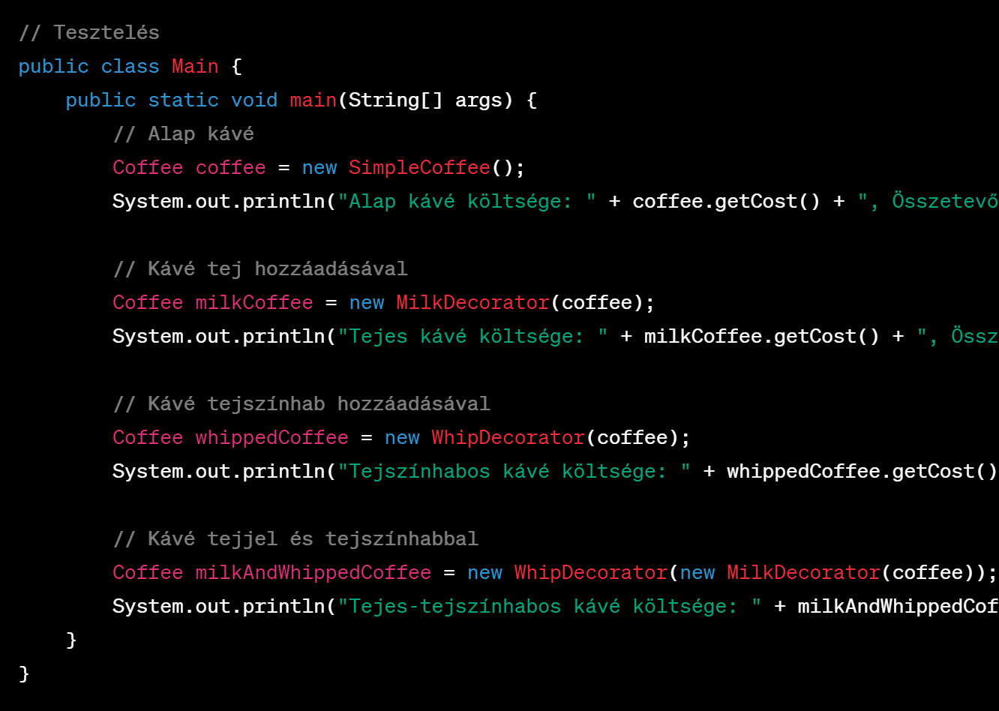 // Tesztelés
public class Main {
public static void main(String[] args) {
// Alap kávé
Coffee coffee = new SimpleCoffee();
System.out.println("Alap kávé költsége: " + coffee.getCost() + ", Összetevő
// Kávé tej hozzáadásával
Coffee milkCoffee = new MilkDecorator(coffee);
System.out.println("Tejes kávé költsége: " + milkCoffee.getCost() + ", Össz
// Kávé tejszínhab hozzáadásával
Coffee whippedCoffee = new WhipDecorator(coffee);
System.out.println("Tejszínhabos kávé költsége: " + whippedCoffee.getCost()
// Kávé tejjel és tejszínhabbal
Coffee milkAndWhippedCoffee = new WhipDecorator(new MilkDecorator(coffee));
System.out.println("Tejes-tejszínhabos kávé költsége: " + milkAndWhippedCof
}
}